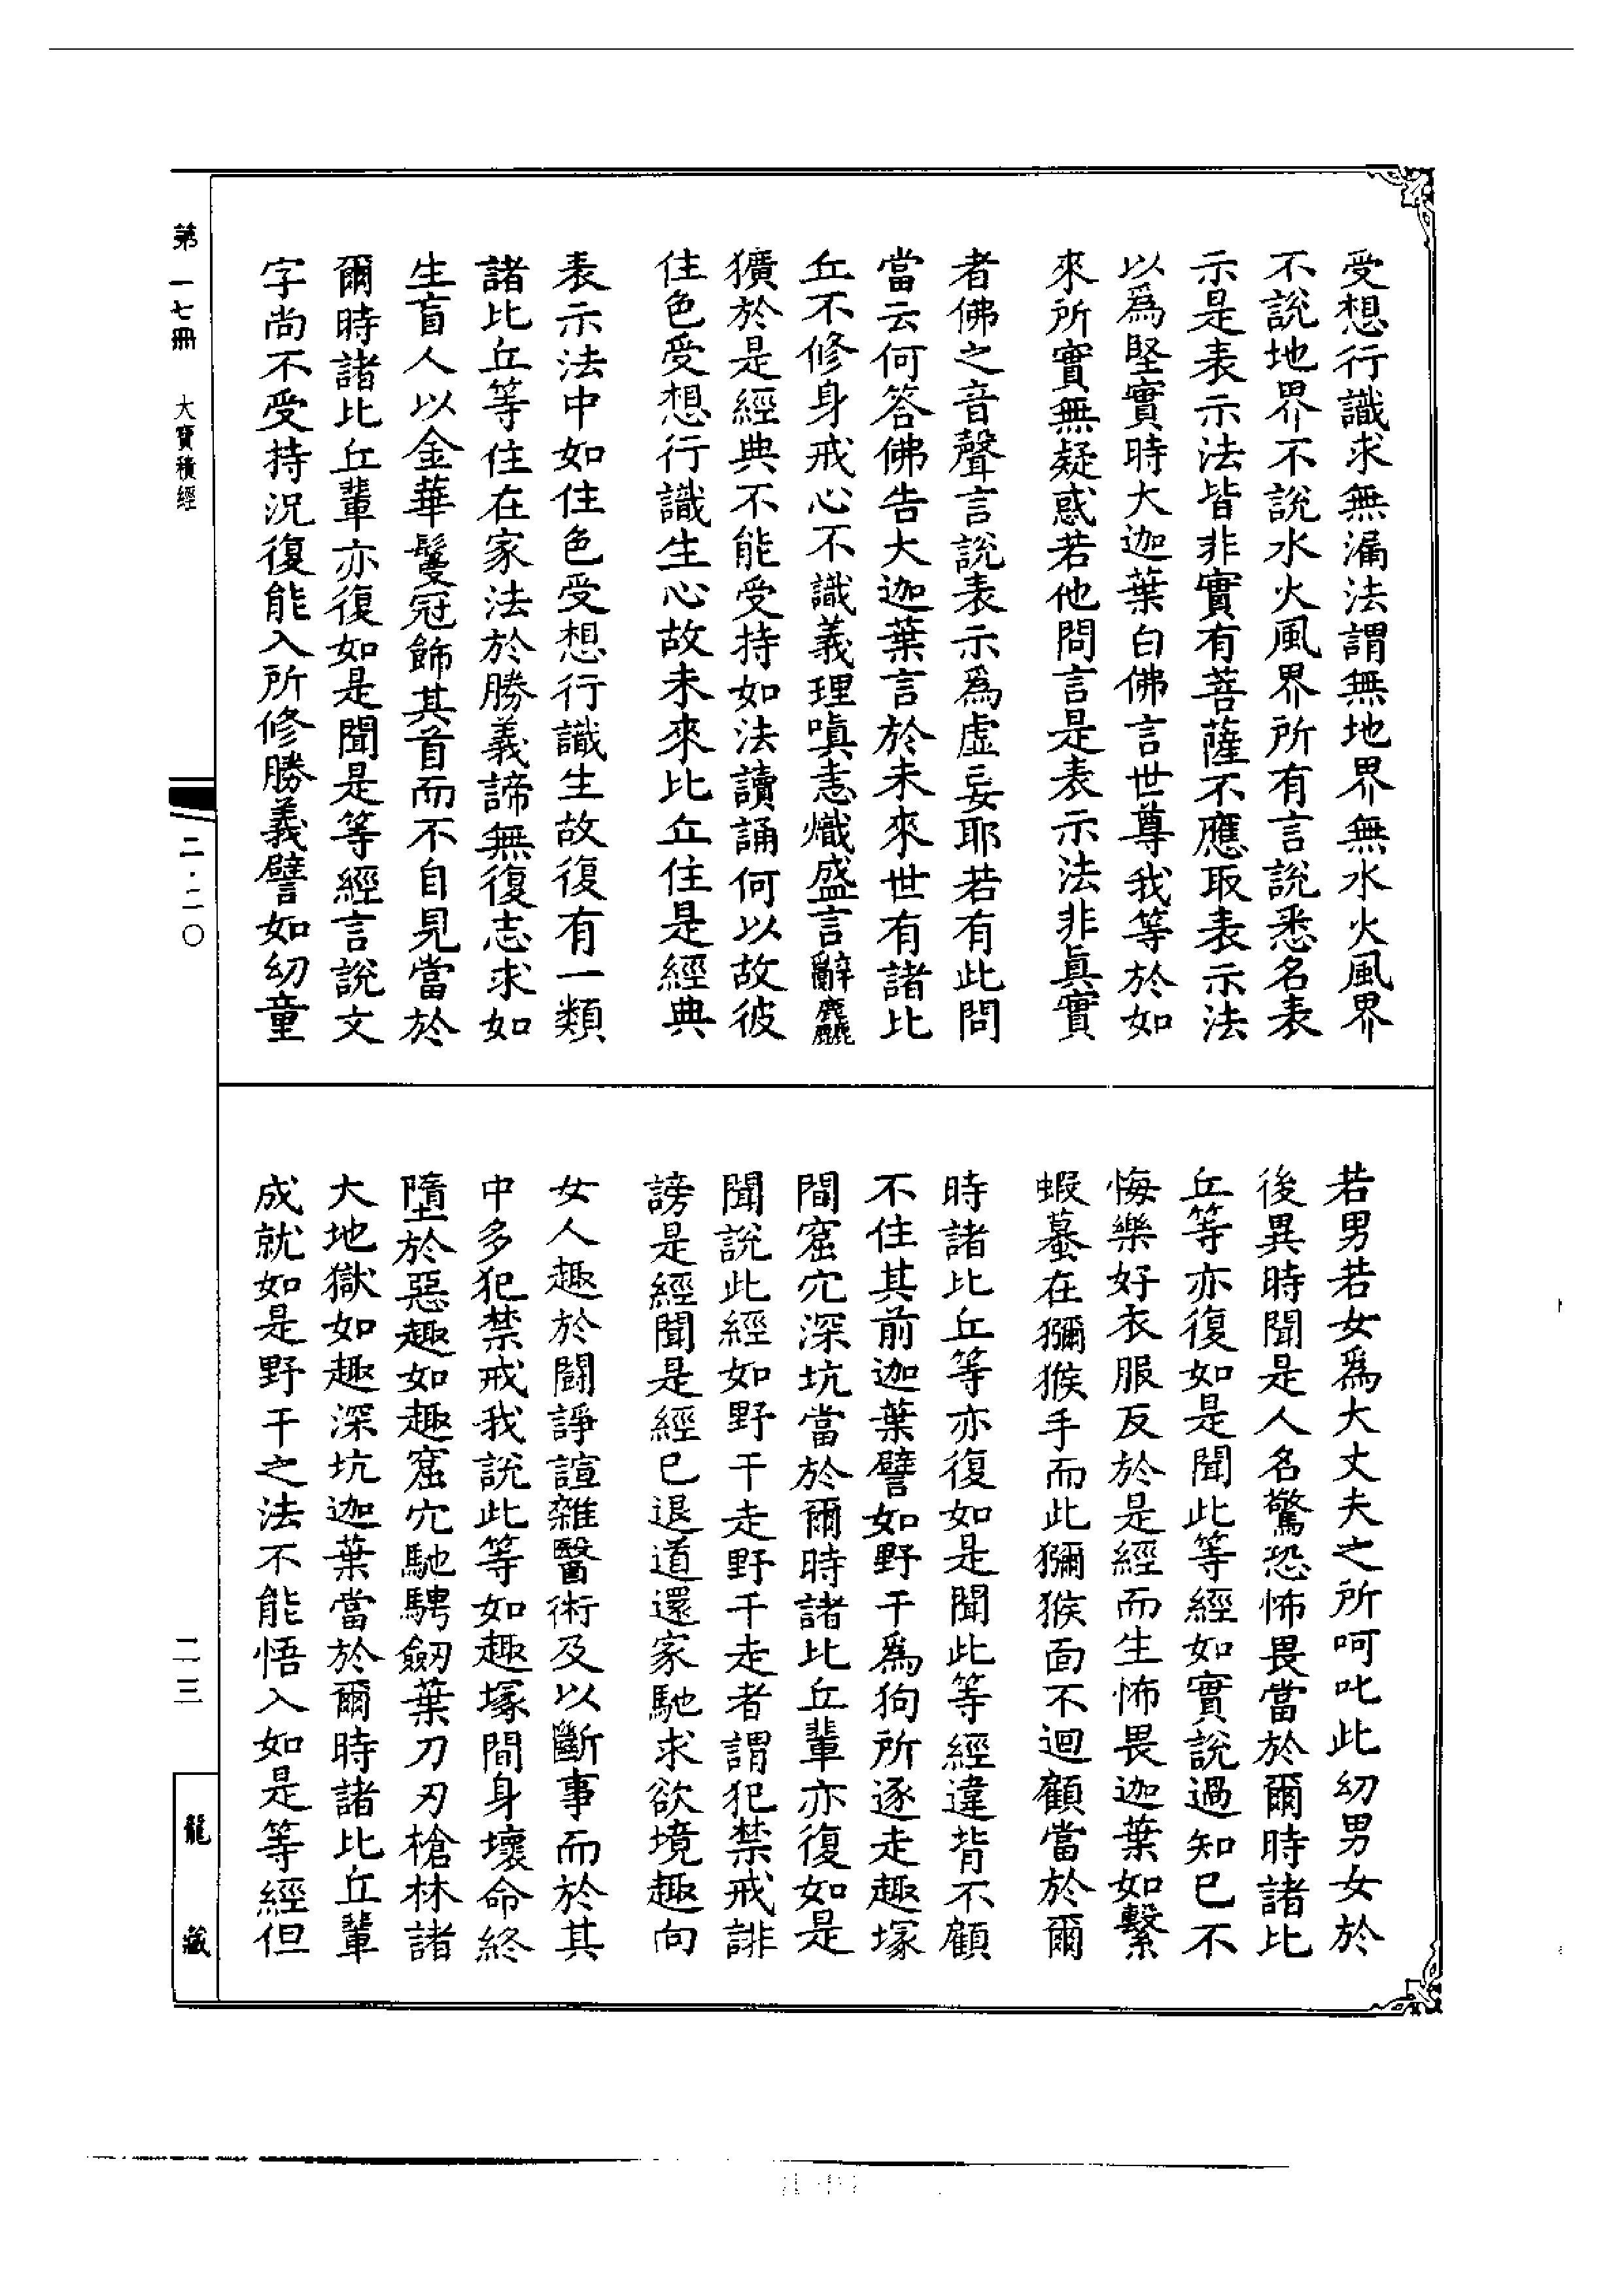 受想行識求無漏法謂無地界無水火風界
不說地界不說水火風界所有言說悉名表
示是表示法皆非實有菩薩不應取表示法
以為堅實時大迦葉白佛言世尊我等於如
來所實無疑惑若他問言是表示法非真實
者佛之音聲言說表示為虛妄耶若有此問
當云何答佛告大迦葉言於未來世有諸比
丘不修身戒心不識義理嗔恚熾盛言辭麤
獷於是經典不能受持如法讀誦何以故彼
住色受想行識生心故未來比丘住是經典
表示法中如住色受想行識生故復有一類
諸比丘等住在家法於勝義諦無復志求如
生盲人以金華鬘冠飾其首而不自見當於
爾時諸比丘輩亦復如是聞是等經言說文
字尚不受持況復能入所修勝義譬如幼童
若男若女為大丈夫之所呵叱此幼男女於
後異時聞是人名驚恐怖畏當於爾時諸比
丘等亦復如是聞此等經如實說過知已不
悔樂好衣服反於是經而生怖畏迦葉如繫
蝦蟇在獼猴手而此獼猴面不迴顧當於爾
時諸比丘等亦復如是聞此等經違背不顧
不住其前迦葉譬如野干為狗所逐走趣塚
間窟穴深坑當於爾時諸比丘輩亦復如是
聞說此經如野干走野干走者謂犯禁戒誹
謗是經聞是經已退道還家馳求欲境趣向
女人趣於鬪諍諠雜醫術及以斷事而於其
中多犯禁戒我說此等如趣塚間身壞命終
墮於惡趣如趣窟穴馳騁劒葉刀刃槍林諸
大地獄如趣深坑迦葉當於爾時諸比丘輩
成就如是野干之法不能悟入如是等經但
第一七冊 大寶積經
二·二〇
二三
龍藏